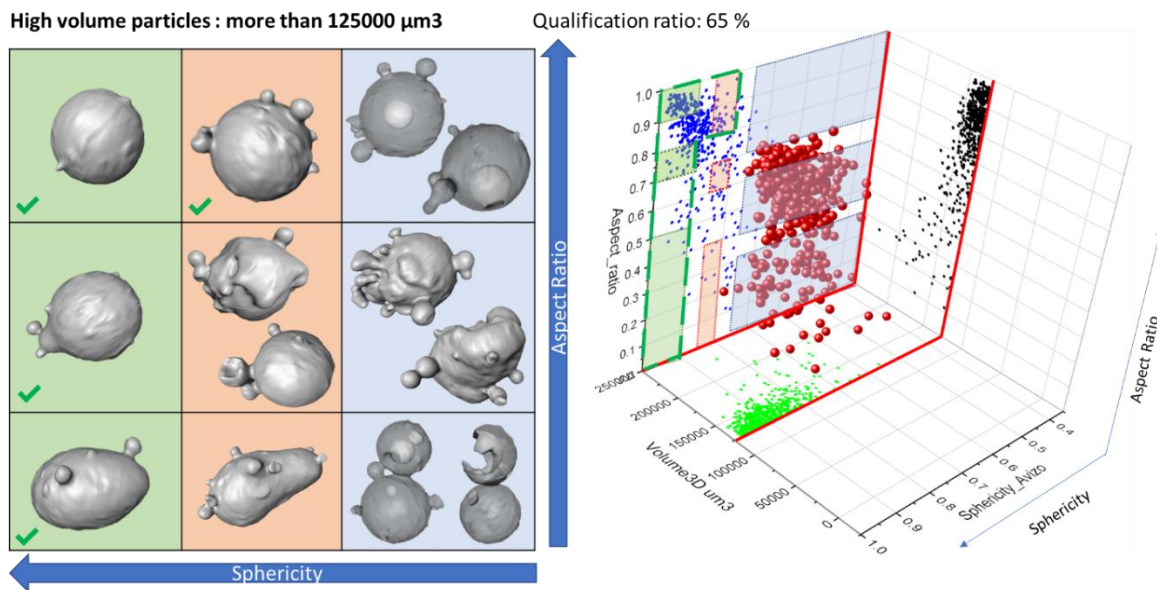 High volume particles : more than 125000 µm3
Qualification ratio: 65 %
Aspect Ratio
Sphericity
1.0
0.9
0.8
0.7
0.6
0.5
0.4
0.3
0.2
0.1
Aspect_ratio
200000
150000
100000
50000
0
Volume3D um3
0.4
0.5
0.6
0.7
0.8
0.9
1.0
Sphericity_Avizo
Sphericity
Aspect Ratio